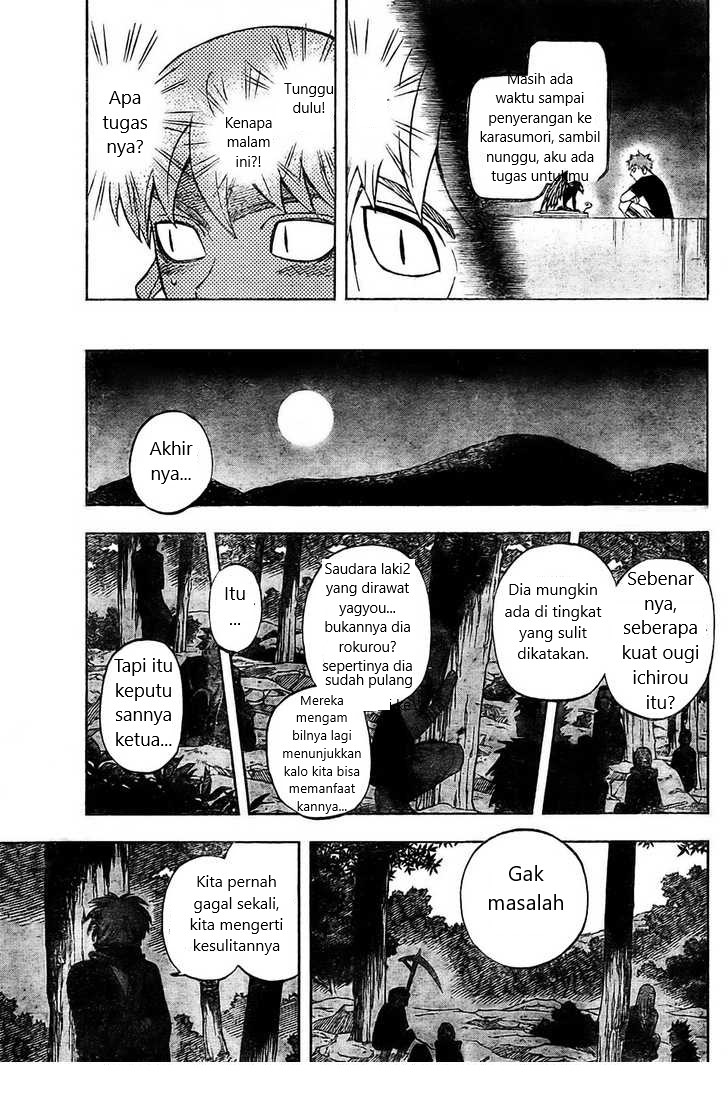 Masih ada
waktu sampai
penyerangan ke
karasumori, sambil
nunggu, aku ada
tugas untukmu
Tunggu
dulu!
Kenapa
malam
ini?!
Apa
tugas
nya?
Akhir
nya...
Sebenar
nya,
seberapa
kuat ougi
ichirou
itu?
Dia mungkin
ada di tingkat
yang sulit
dikatakan.
Saudara laki2
yang dirawat
yagyou...
bukannya dia
rokurou?
sepertinya dia
sudah pulang
Mereka
mengam
bilnya lagi
menunjukkan
kalo kita bisa
memanfaat
kannya...
Itu
...
Tapi itu
keputu
sannya
ketua...
Gak
masalah
Kita pernah
gagal sekali,
kita mengerti
kesulitannya